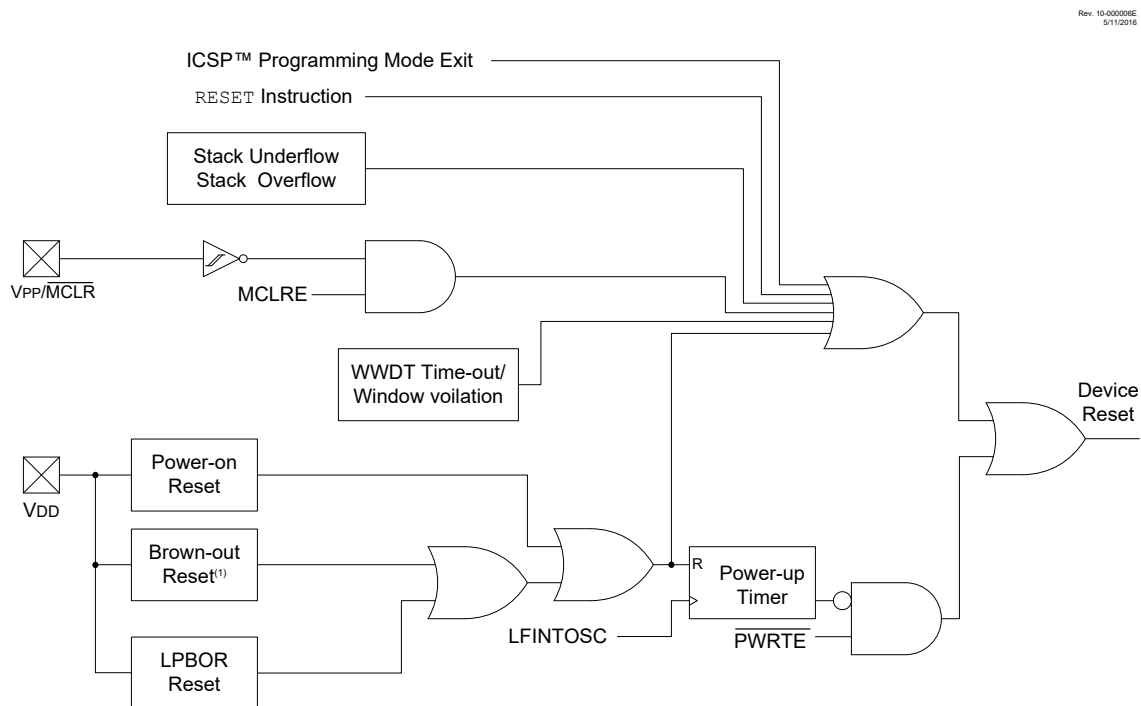 Rev. 10-000006E
5/11/2016
ICSP™ Programming Mode Exit
RESET Instruction
Stack Underflow
Stack Overflow
VPP/MCLR
MCLRE
WWDT Time-out/
Window voilation
Device
Reset
VDD
Power-on
Reset
Brown-out
Reset(1)
LPBOR
Reset
R
Power-up
Timer
LFINTOSC
PWRTE